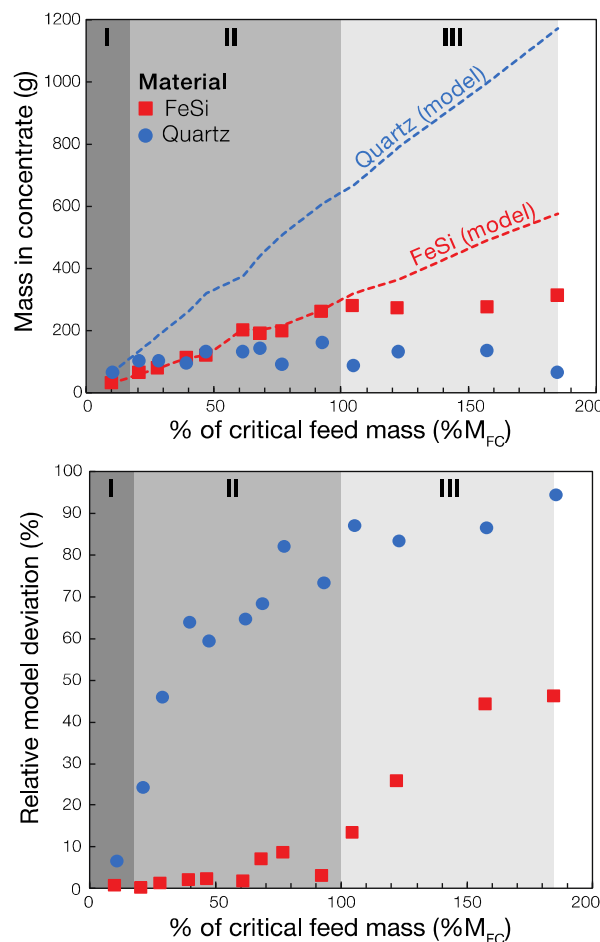 1200
1000
800
600
400
200
0
Mass in concentrate (g)
I
II
III
Material
FeSi
Quartz
Quartz (model)
FeSi (model)
0
50
100
150
200
% of critical feed mass (%M_FC)
100
90
80
70
60
50
40
30
20
10
0
Relative model deviation (%)
I
II
III
0
50
100
150
200
% of critical feed mass (%M_FC)